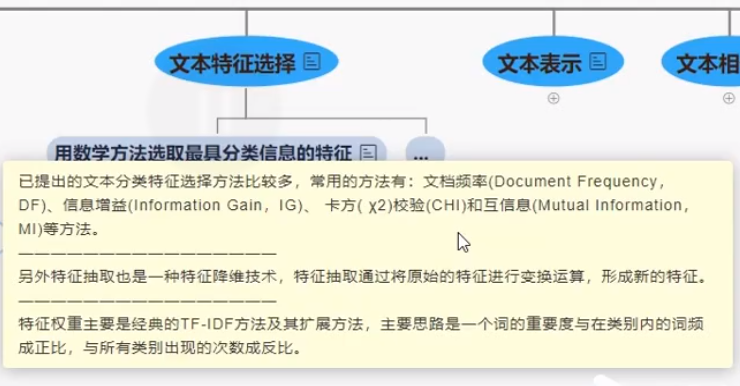 文本特征选择
文本表示
文本相
用数学方法选取最具分类信息的特征
...
已提出的文本分类特征选择方法比较多，常用的方法有：文档频率(Document Frequency，
DF)、信息增益(Information Gain，IG)、 卡方( χ2)校验(CHI)和互信息(Mutual Information，
MI)等方法。
————————————————
另外特征抽取也是一种特征降维技术，特征抽取通过将原始的特征进行变换运算，形成新的特征。
————————————————
特征权重主要是经典的TF-IDF方法及其扩展方法，主要思路是一个词的重要度与在类别内的词频
成正比，与所有类别出现的次数成反比。